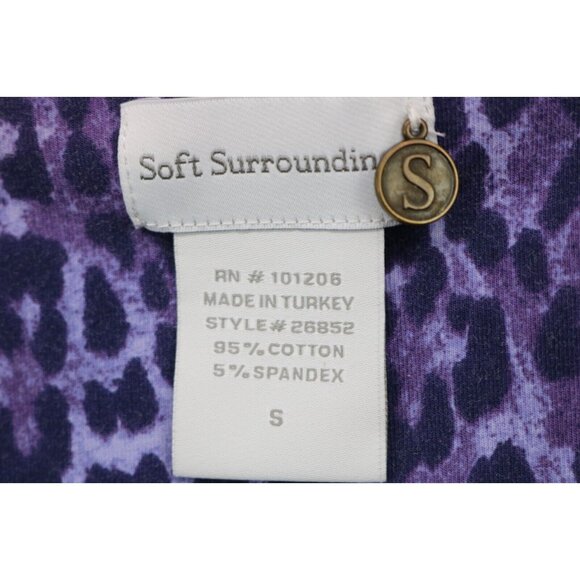 Soft Surroundin
S
RN # 101206
MADE IN TURKEY
STYLE# 26852
95% COTTON
5% SPANDEX
S